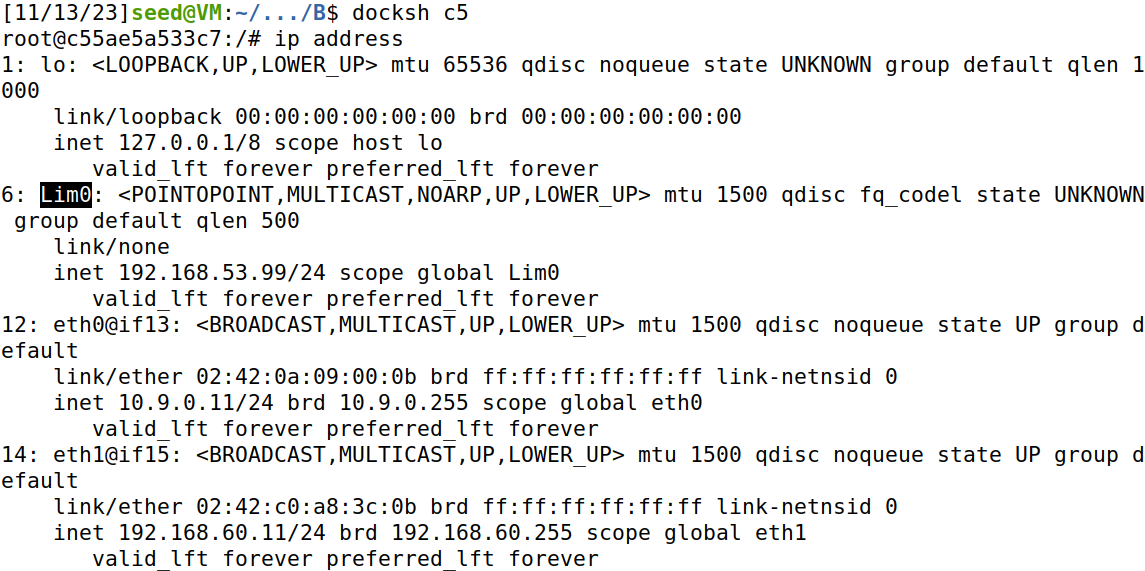 [11/13/23]seed@VM:~/.../B$ docksh c5
root@c55ae5a533c7:/# ip address
1: lo: <LOOPBACK,UP,LOWER_UP> mtu 65536 qdisc noqueue state UNKNOWN group default qlen 1
000
    link/loopback 00:00:00:00:00:00 brd 00:00:00:00:00:00
    inet 127.0.0.1/8 scope host lo
       valid_lft forever preferred_lft forever
6: Lim0: <POINTOPOINT,MULTICAST,NOARP,UP,LOWER_UP> mtu 1500 qdisc fq_codel state UNKNOWN
 group default qlen 500
    link/none
    inet 192.168.53.99/24 scope global Lim0
       valid_lft forever preferred_lft forever
12: eth0@if13: <BROADCAST,MULTICAST,UP,LOWER_UP> mtu 1500 qdisc noqueue state UP group d
efault
    link/ether 02:42:0a:09:00:0b brd ff:ff:ff:ff:ff:ff link-netnsid 0
    inet 10.9.0.11/24 brd 10.9.0.255 scope global eth0
       valid_lft forever preferred_lft forever
14: eth1@if15: <BROADCAST,MULTICAST,UP,LOWER_UP> mtu 1500 qdisc noqueue state UP group d
efault
    link/ether 02:42:c0:a8:3c:0b brd ff:ff:ff:ff:ff:ff link-netnsid 0
    inet 192.168.60.11/24 brd 192.168.60.255 scope global eth1
       valid_lft forever preferred_lft forever